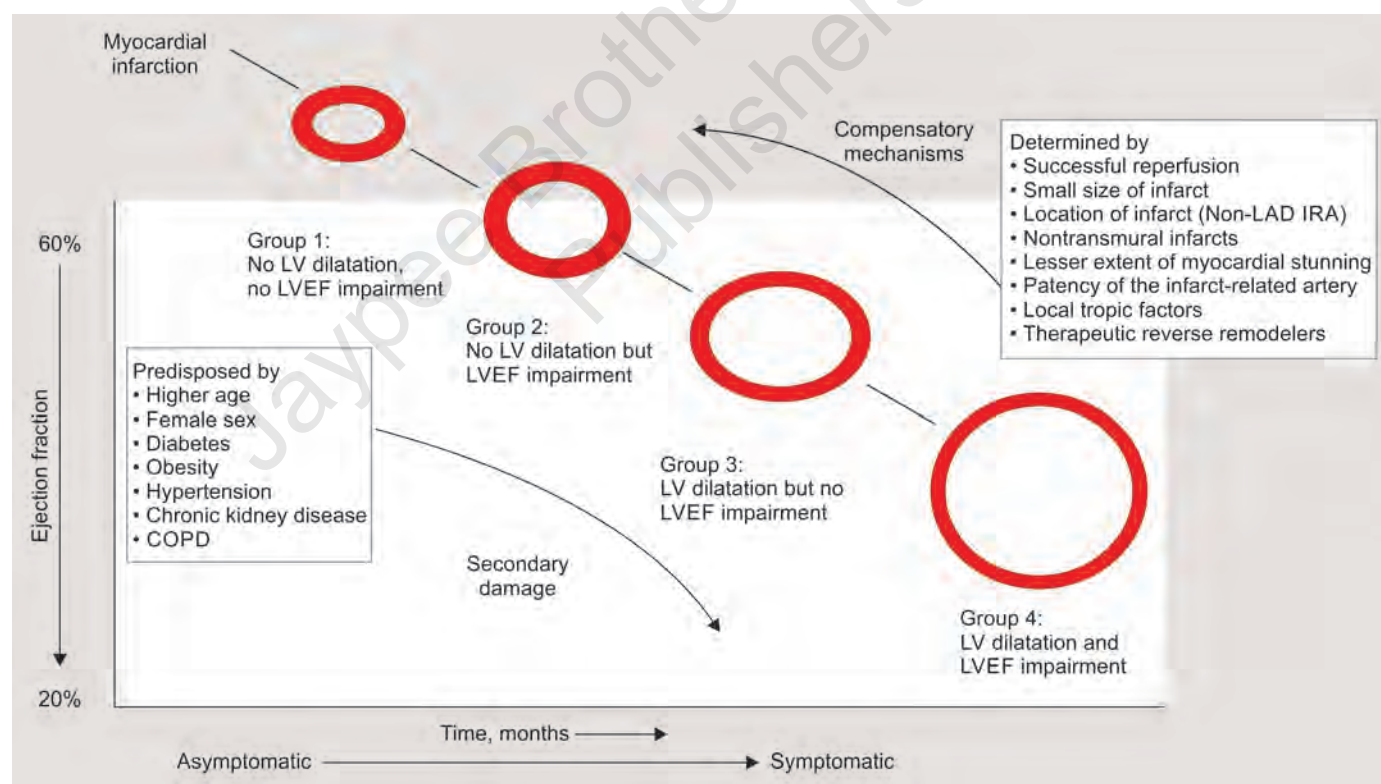 Jaypee Brothers
Publishers
Myocardial
infarction
Compensatory
mechanisms
Determined by
• Successful reperfusion
• Small size of infarct
• Location of infarct (Non-LAD IRA)
• Nontransmural infarcts
• Lesser extent of myocardial stunning
• Patency of the infarct-related artery
• Local tropic factors
• Therapeutic reverse remodelers
60%
Group 1:
No LV dilatation,
no LVEF impairment
Group 2:
No LV dilatation but
LVEF impairment
Predisposed by
• Higher age
• Female sex
• Diabetes
• Obesity
• Hypertension
• Chronic kidney disease
• COPD
Ejection fraction
Group 3:
LV dilatation but no
LVEF impairment
Secondary
damage
Group 4:
LV dilatation and
LVEF impairment
20%
Time, months
Asymptomatic
Symptomatic